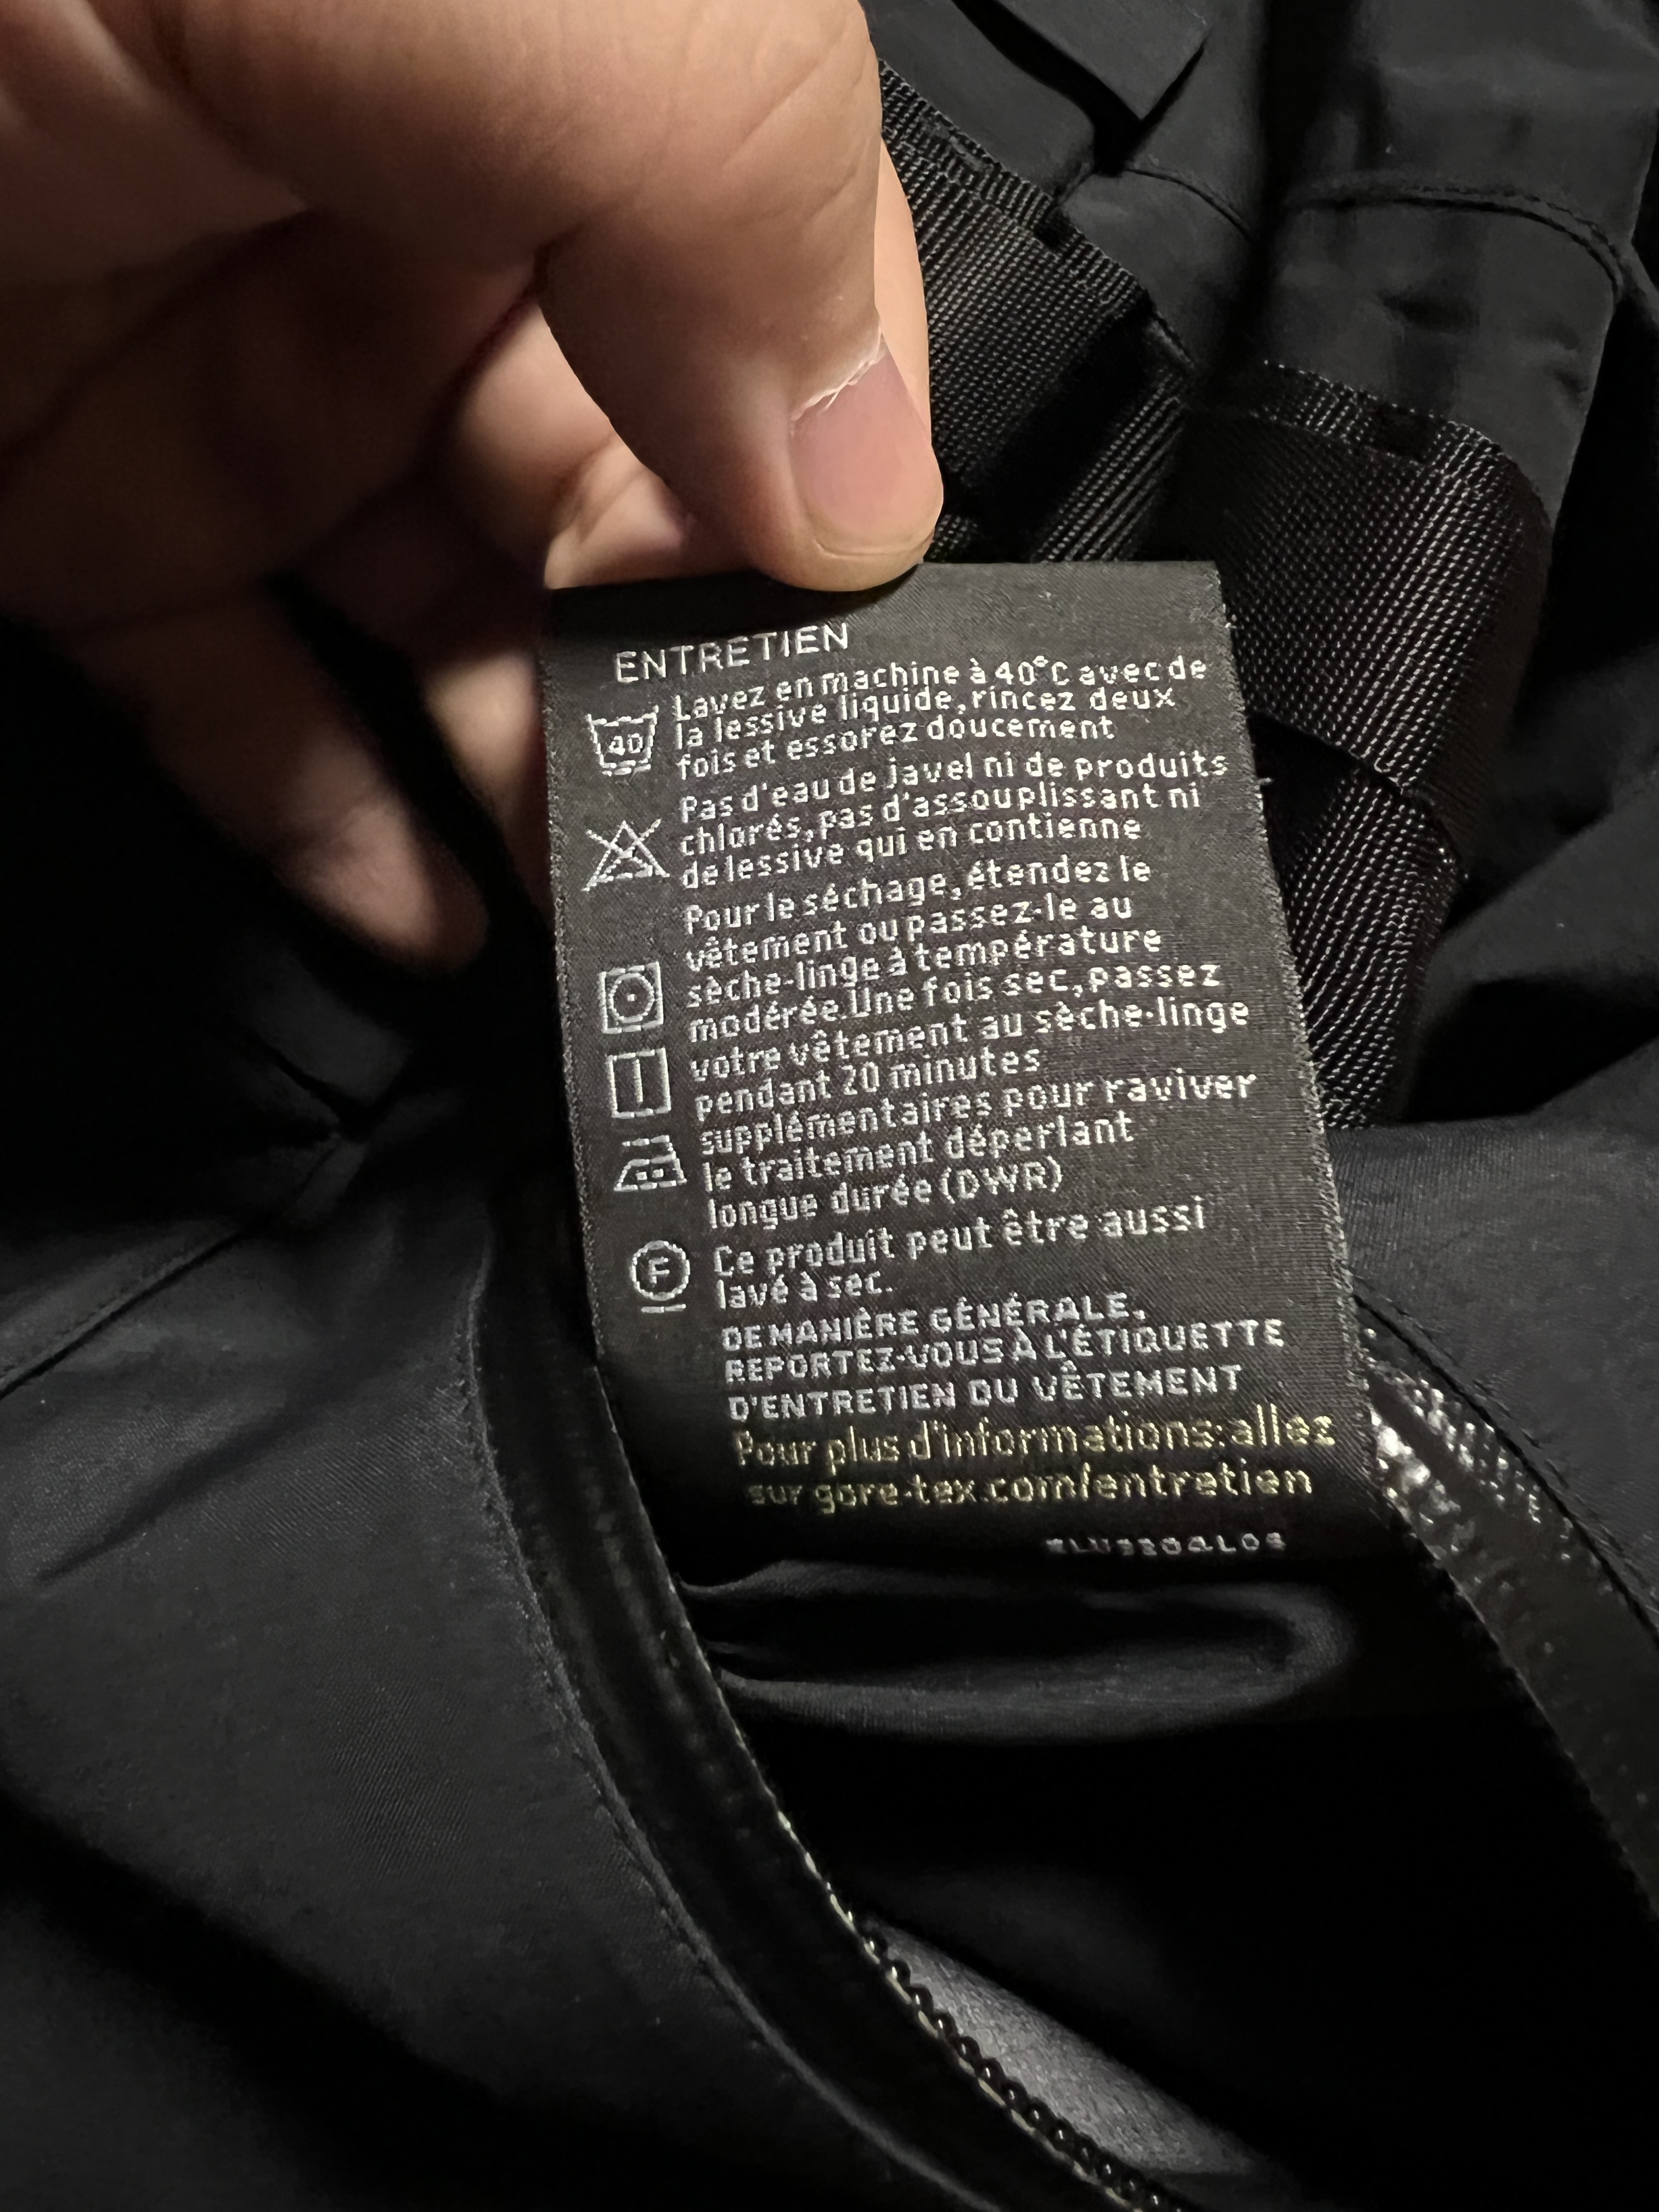 ENTRETIEN
Lavez en machine à 40°C avec de
la lessive liquide, rincez deux
fois et essorez doucement
40
Pas d'eau de javel ni de produits
chlorés, pas d'assouplissant ni
de lessive qui en contienne
Pour le séchage, étendez le
vêtement ou passez-le au
sèche-linge à température
modérée. Une fois sec, passez
votre vêtement au sèche-linge
pendant 20 minutes
supplémentaires pour raviver
le traitement déperlant
longue durée (DWR)
F
Ce produit peut être aussi
lavé à sec.
DE MANIÈRE GÉNÉRALE,
REPORTEZ-VOUS À L'ÉTIQUETTE
D'ENTRETIEN DU VÊTEMENT
Pour plus d'informations: allez
sur gore-tex.com/entretien